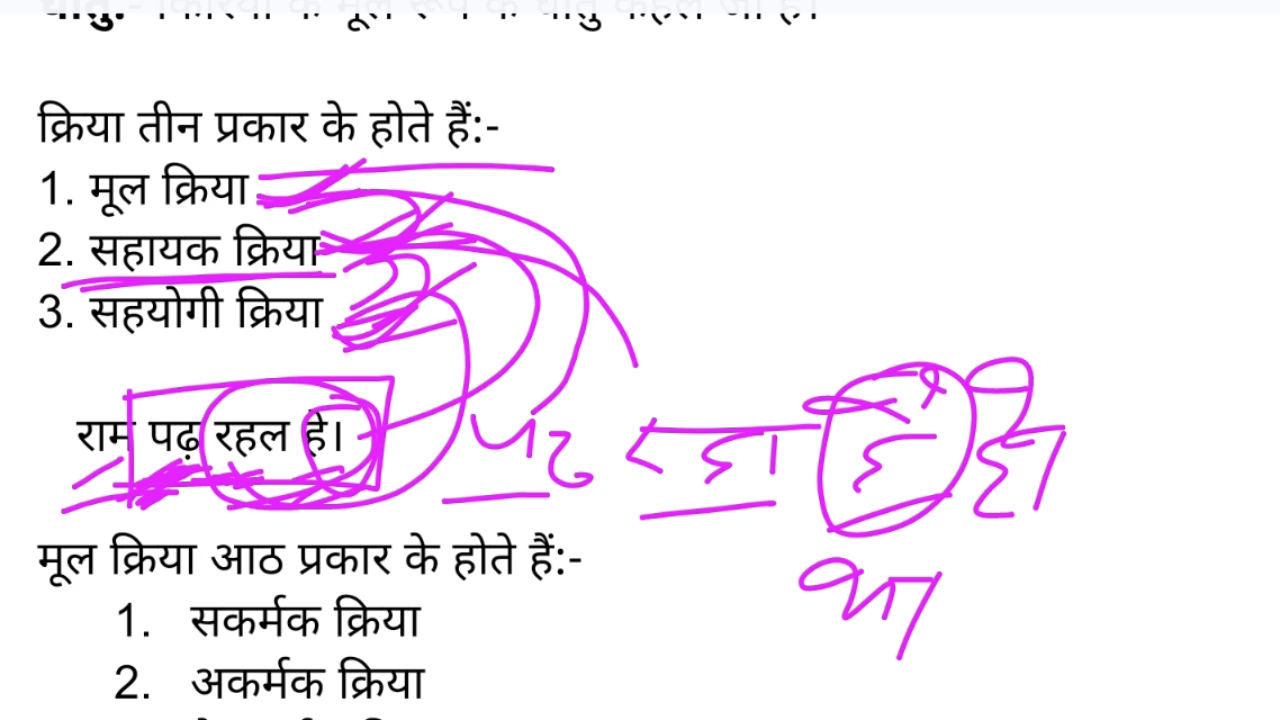 धातु:- किरिया के मूल रूप के धातु कहल जा हे।
क्रिया तीन प्रकार के होते हैं:-
1. मूल क्रिया
2. सहायक क्रिया
3. सहयोगी क्रिया
राम पढ़ रहल हे।
पढ़ रहा है
था
मूल क्रिया आठ प्रकार के होते हैं:-
1. सकर्मक क्रिया
2. अकर्मक क्रिया